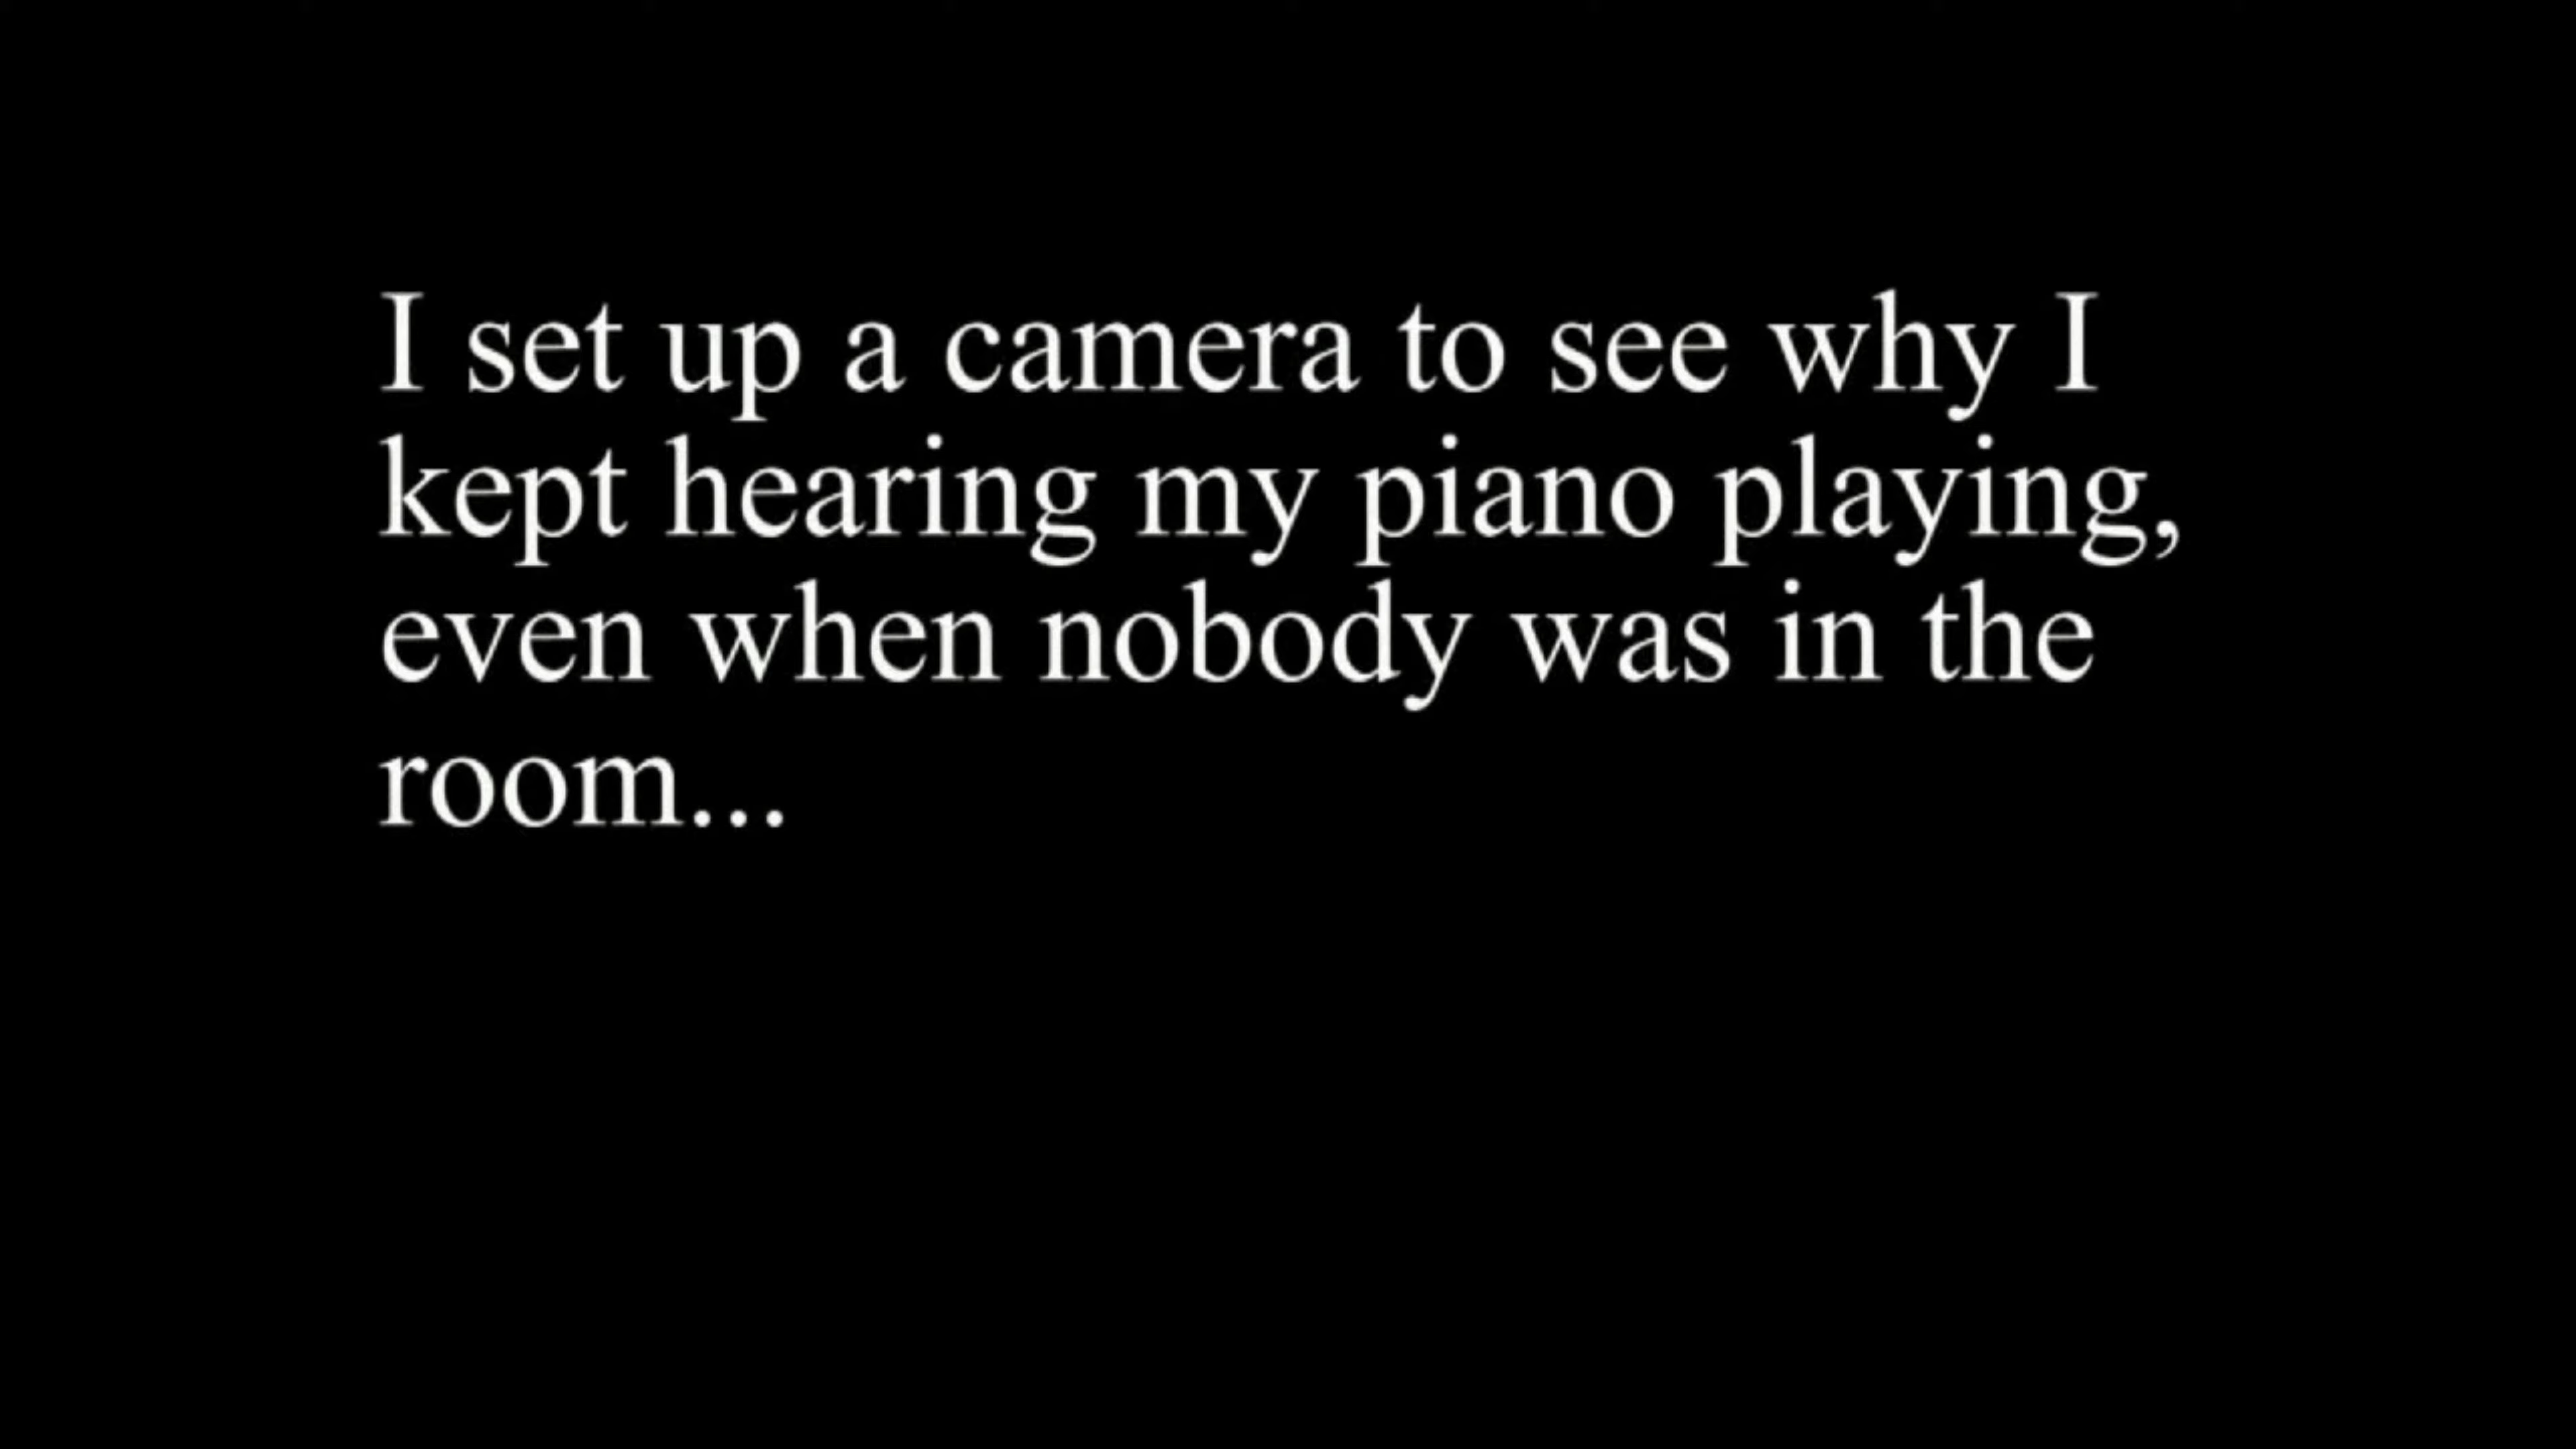 I set up a camera to see why I
kept hearing my piano playing,
even when nobody was in the
room...